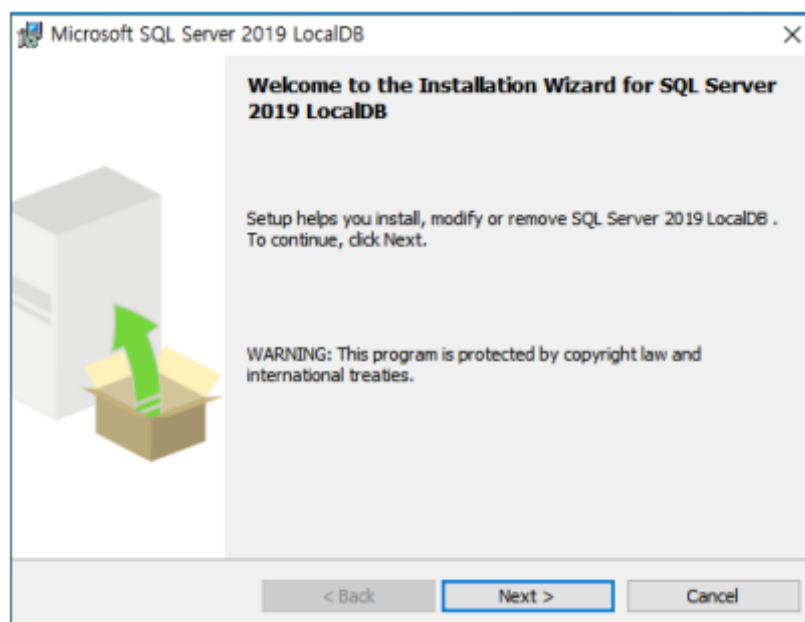 Microsoft SQL Server 2019 LocalDB
Welcome to the Installation Wizard for SQL Server
2019 LocalDB
Setup helps you install, modify or remove SQL Server 2019 LocalDB .
To continue, click Next.
WARNING: This program is protected by copyright law and
international treaties.
< Back
Next >
Cancel